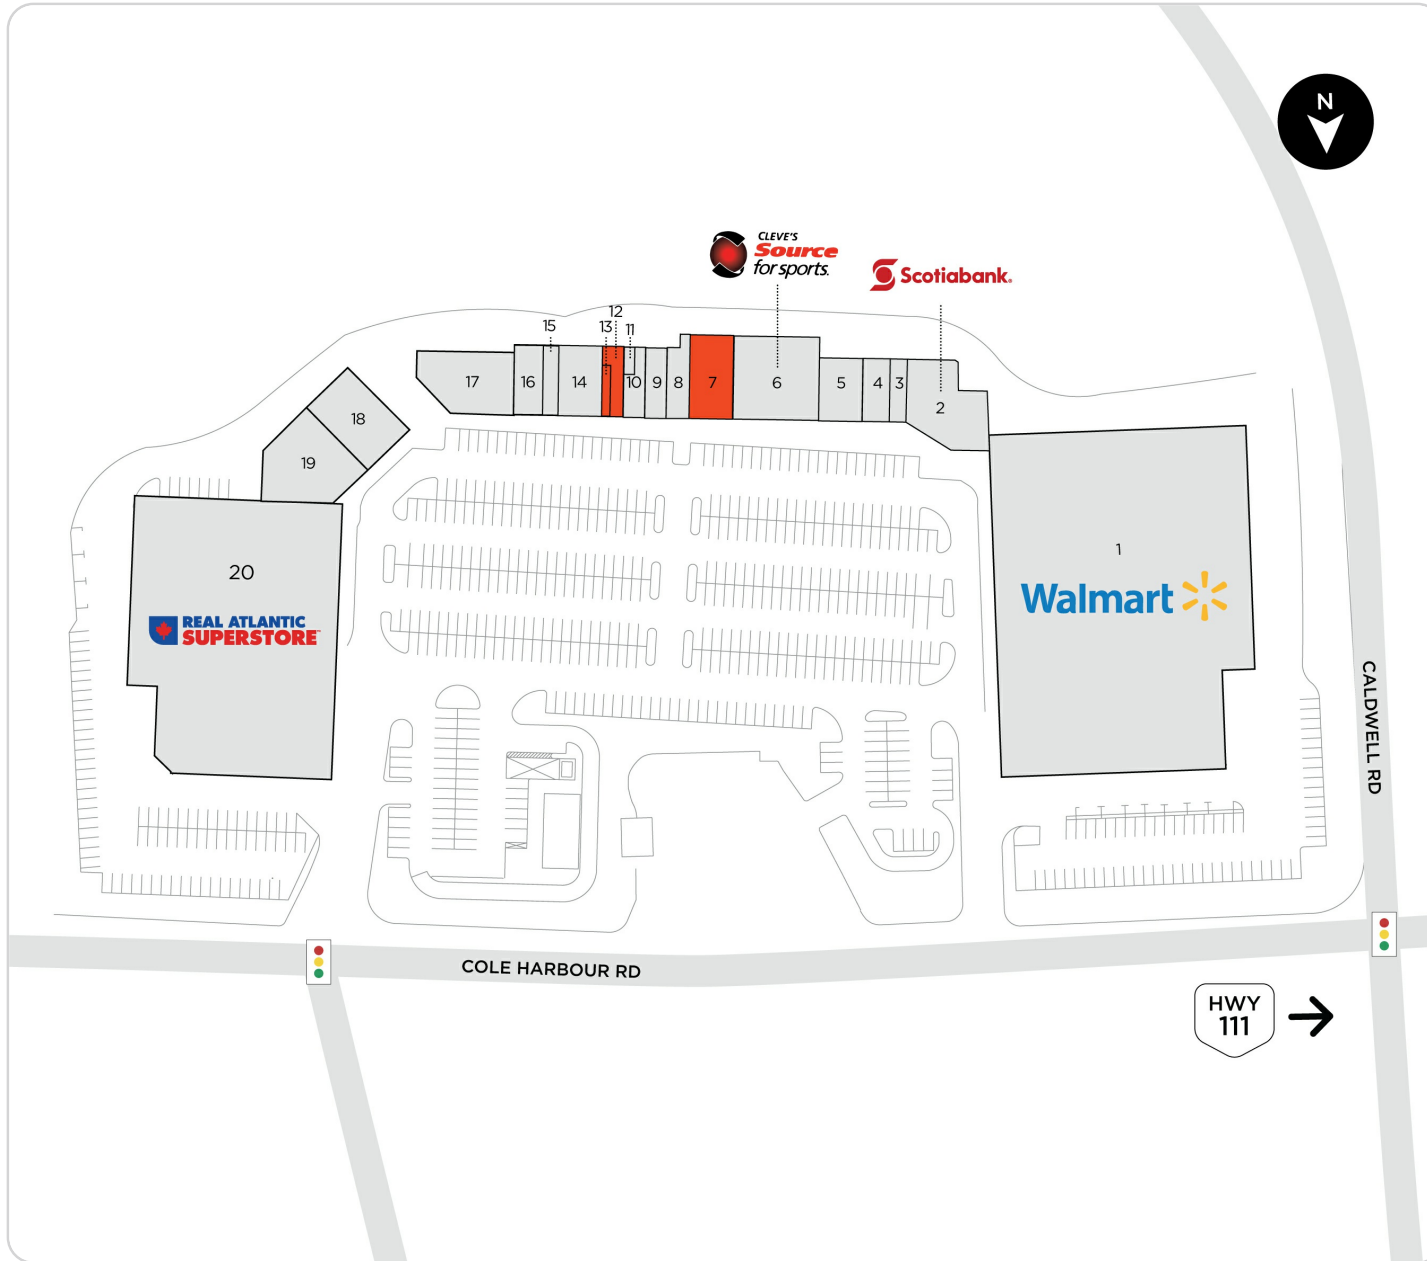 N
CLEVE'S
Source
for sports.
Scotiabank®
12
15
13
11
17
16
14
10
9
8
7
6
5
4
3
2
18
19
1
20
REAL ATLANTIC
SUPERSTORE™
Walmart
CALDWELL RD
COLE HARBOUR RD
HWY
111